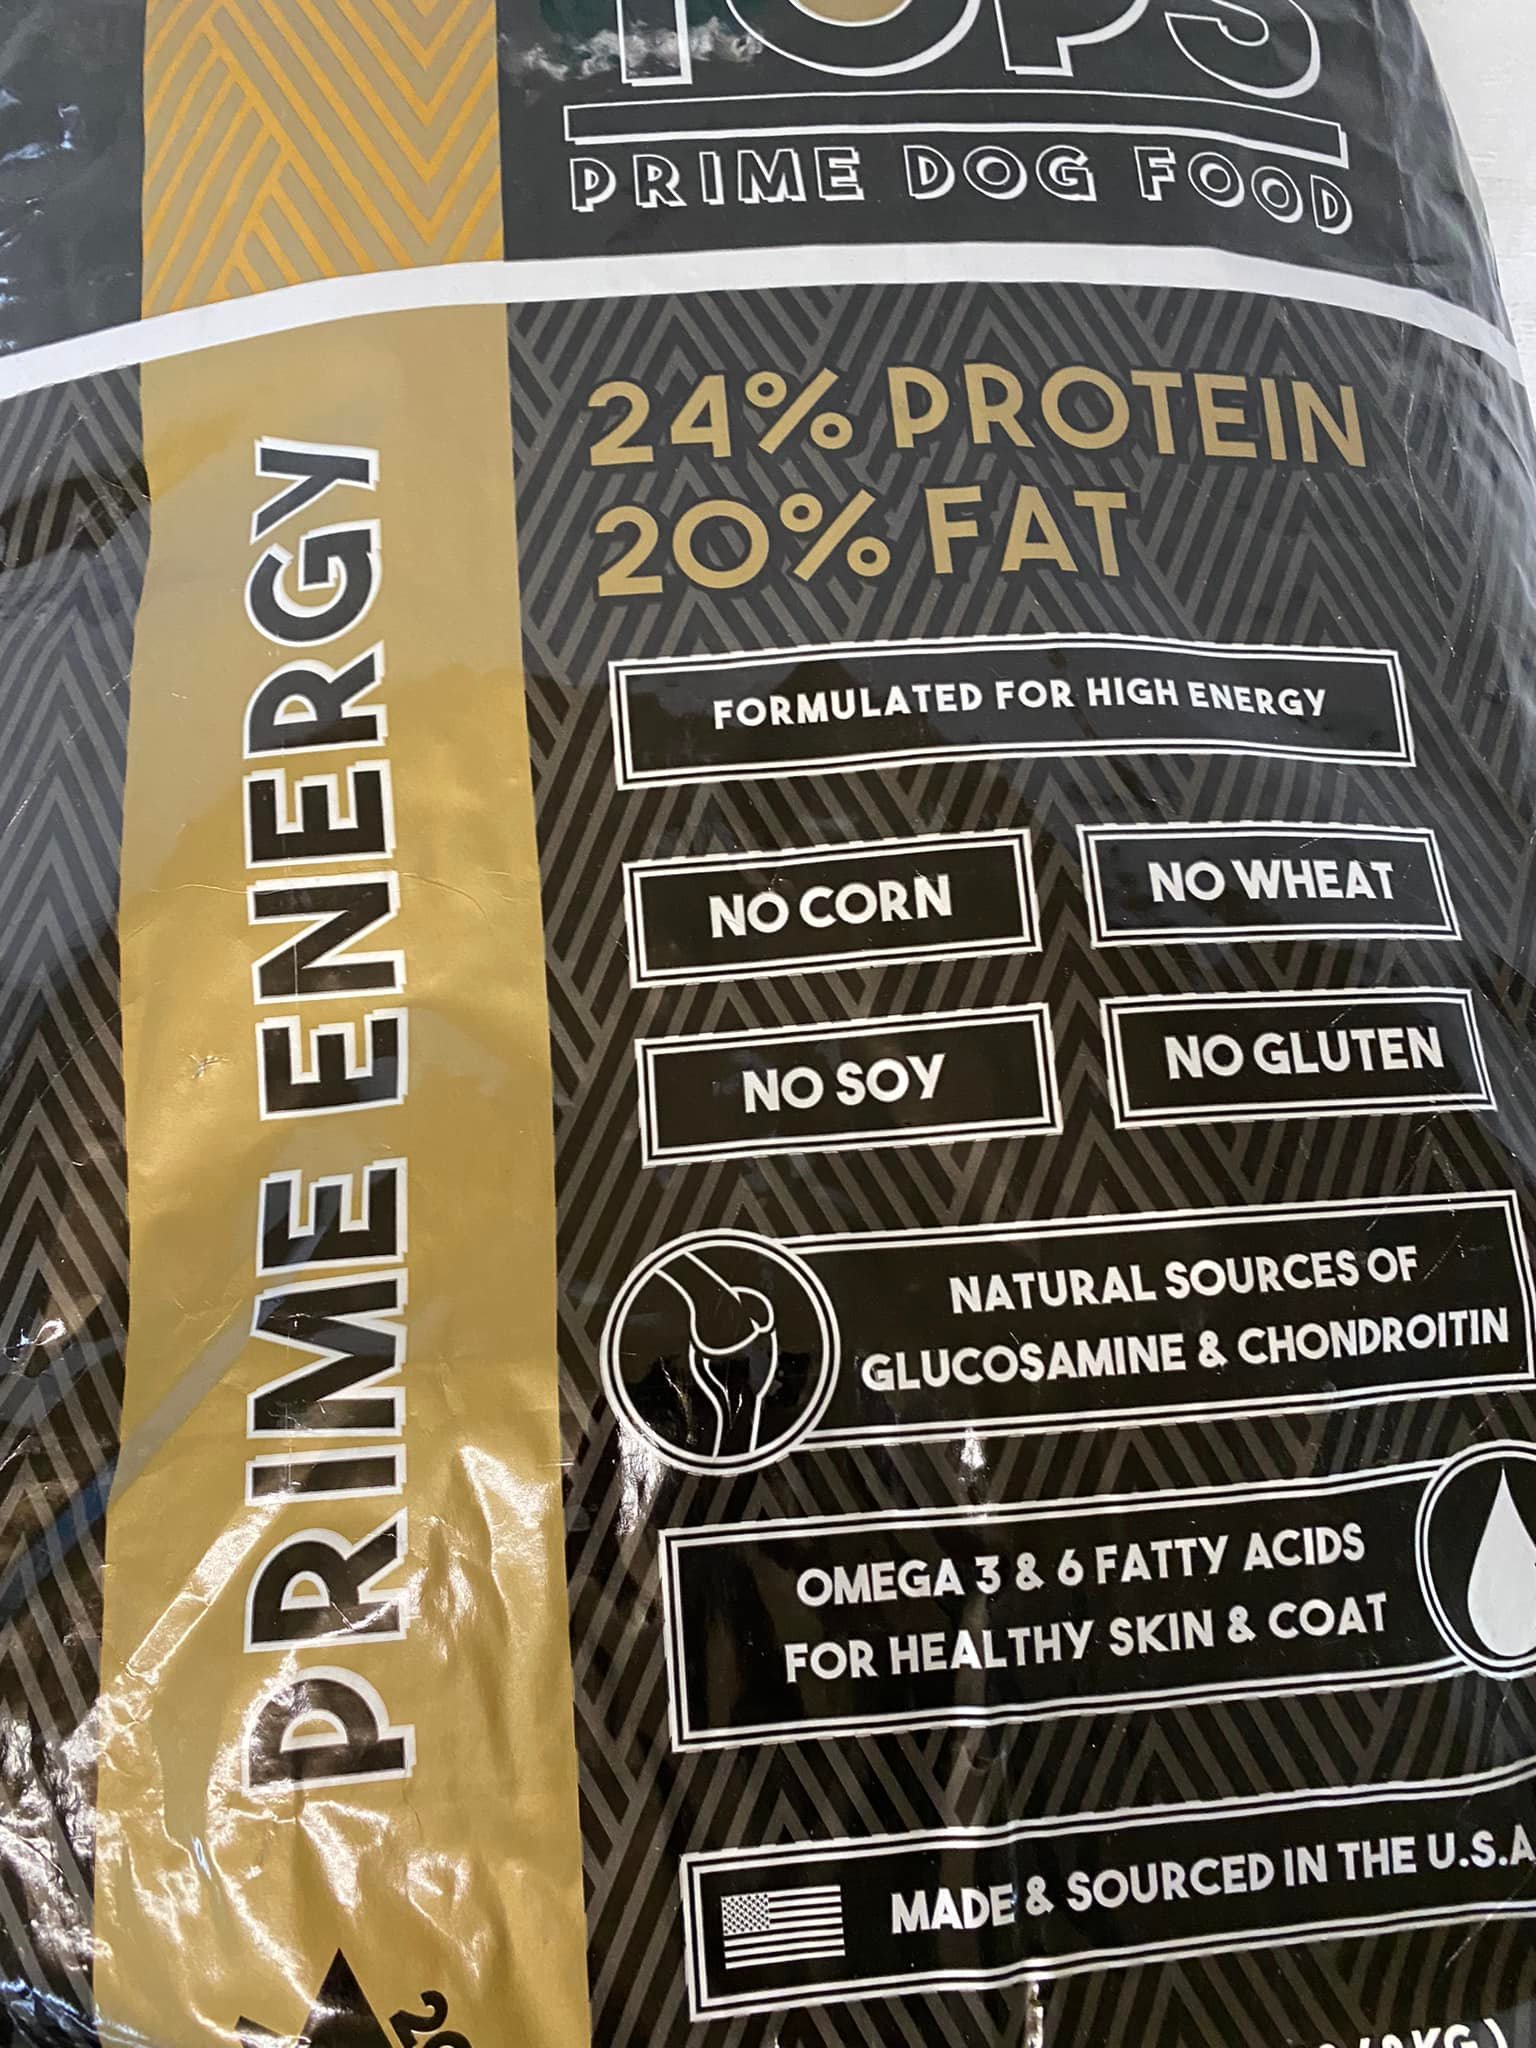 TOPS
PRIME DOG FOOD
PRIME ENERGY
24% PROTEIN
20% FAT
FORMULATED FOR HIGH ENERGY
NO CORN
NO WHEAT
NO SOY
NO GLUTEN
NATURAL SOURCES OF
GLUCOSAMINE & CHONDROITIN
OMEGA 3 & 6 FATTY ACIDS
FOR HEALTHY SKIN & COAT
MADE & SOURCED IN THE U.S.A